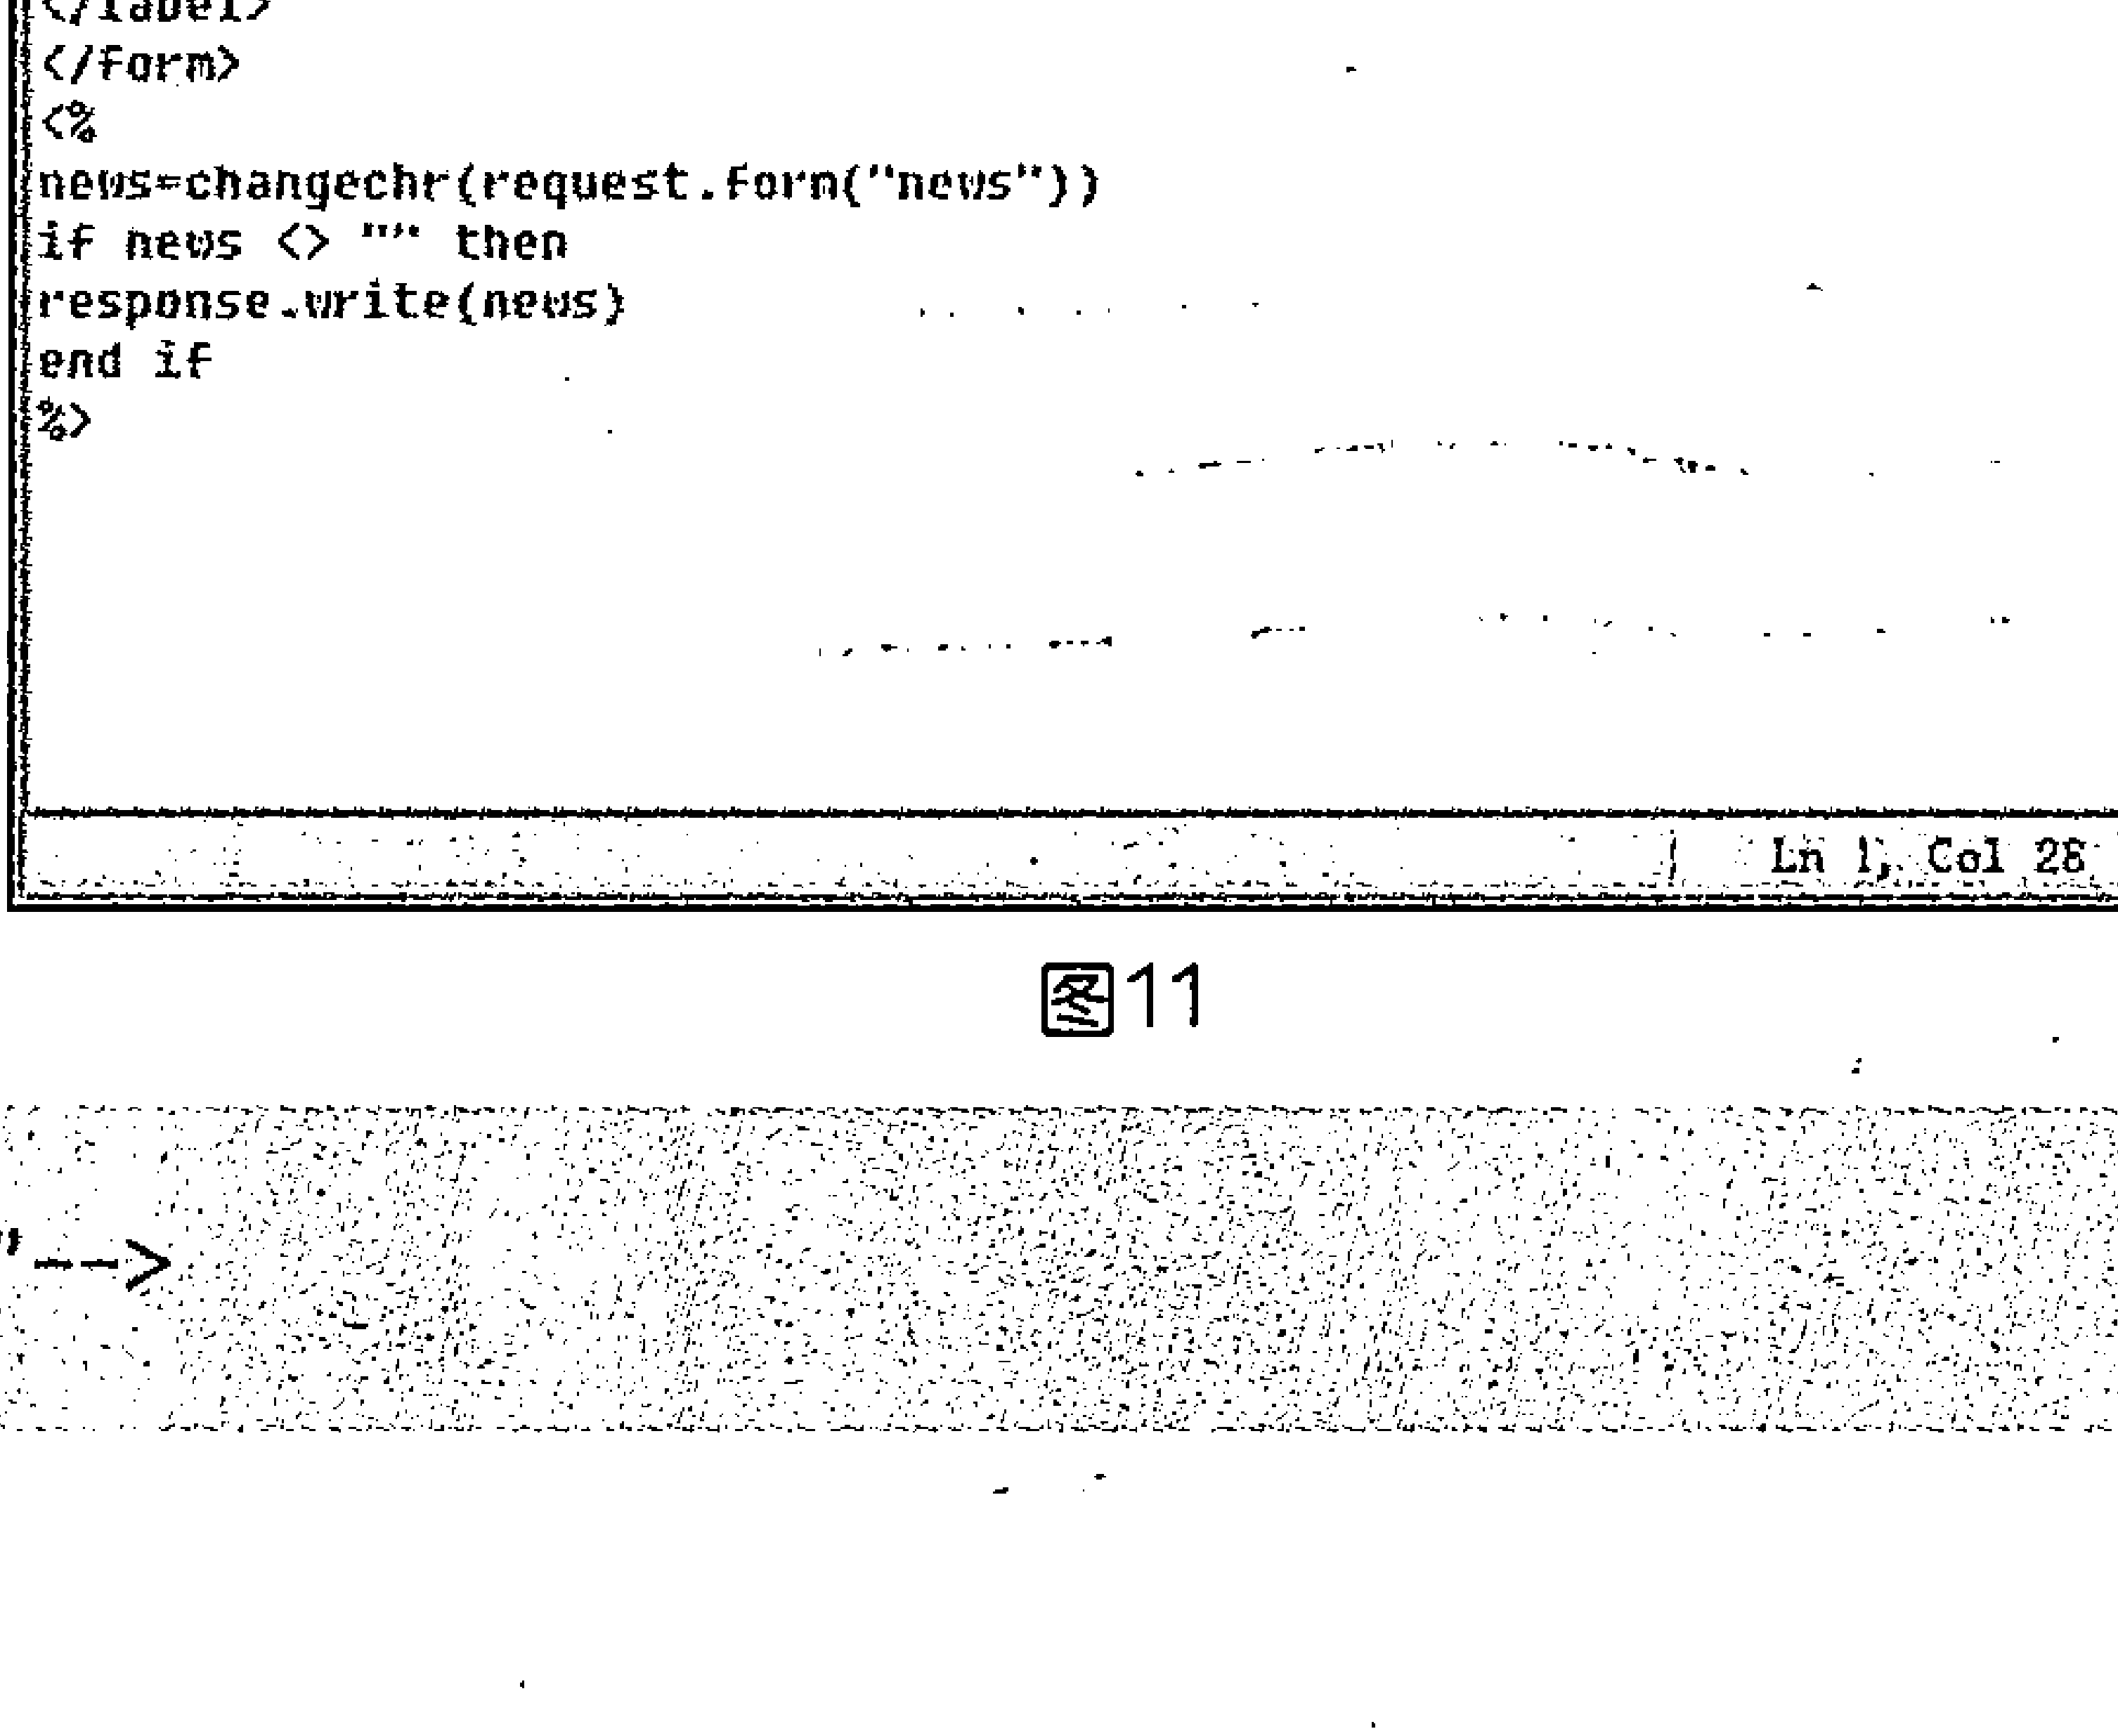 </label>
</form>
<%
news=changechr(request.form("news"))
if news <> "" then
response.write(news)
end if
%>
Ln 1, Col 26
图11
"-->